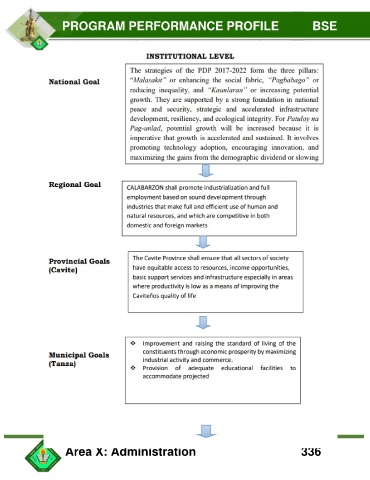 PROGRAM PERFORMANCE PROFILE BSE
INSTITUTIONAL LEVEL
National Goal
The strategies of the PDP 2017-2022 form the three pillars:
"Malasakit" or enhancing the social fabric, "Pagbabago" or
reducing inequality, and "Kaunlaran" or increasing potential
growth. They are supported by a strong foundation in national
peace and security, strategic and accelerated infrastructure
development, resiliency, and ecological integrity. For Patuloy na
Pag-unlad, potential growth will be increased because it is
imperative that growth is accelerated and sustained. It involves
promoting technology adoption, encouraging innovation, and
maximizing the gains from the demographic dividend or slowing
Regional Goal
CALABARZON shall promote industrialization and full
employment based on sound development through
industries that make full and efficient use of human and
natural resources, and which are competitive in both
domestic and foreign markets
Provincial Goals
(Cavite)
The Cavite Province shall ensure that all sectors of society
have equitable access to resources, income opportunities,
basic support services and infrastructure especially in areas
where productivity is low as a means of improving the
Caviteños quality of life
Municipal Goals
(Tanza)
❖ Improvement and raising the standard of living of the
constituents through economic prosperity by maximizing
industrial activity and commerce.
❖ Provision of adequate educational facilities to
accommodate projected
Area X: Administration 336